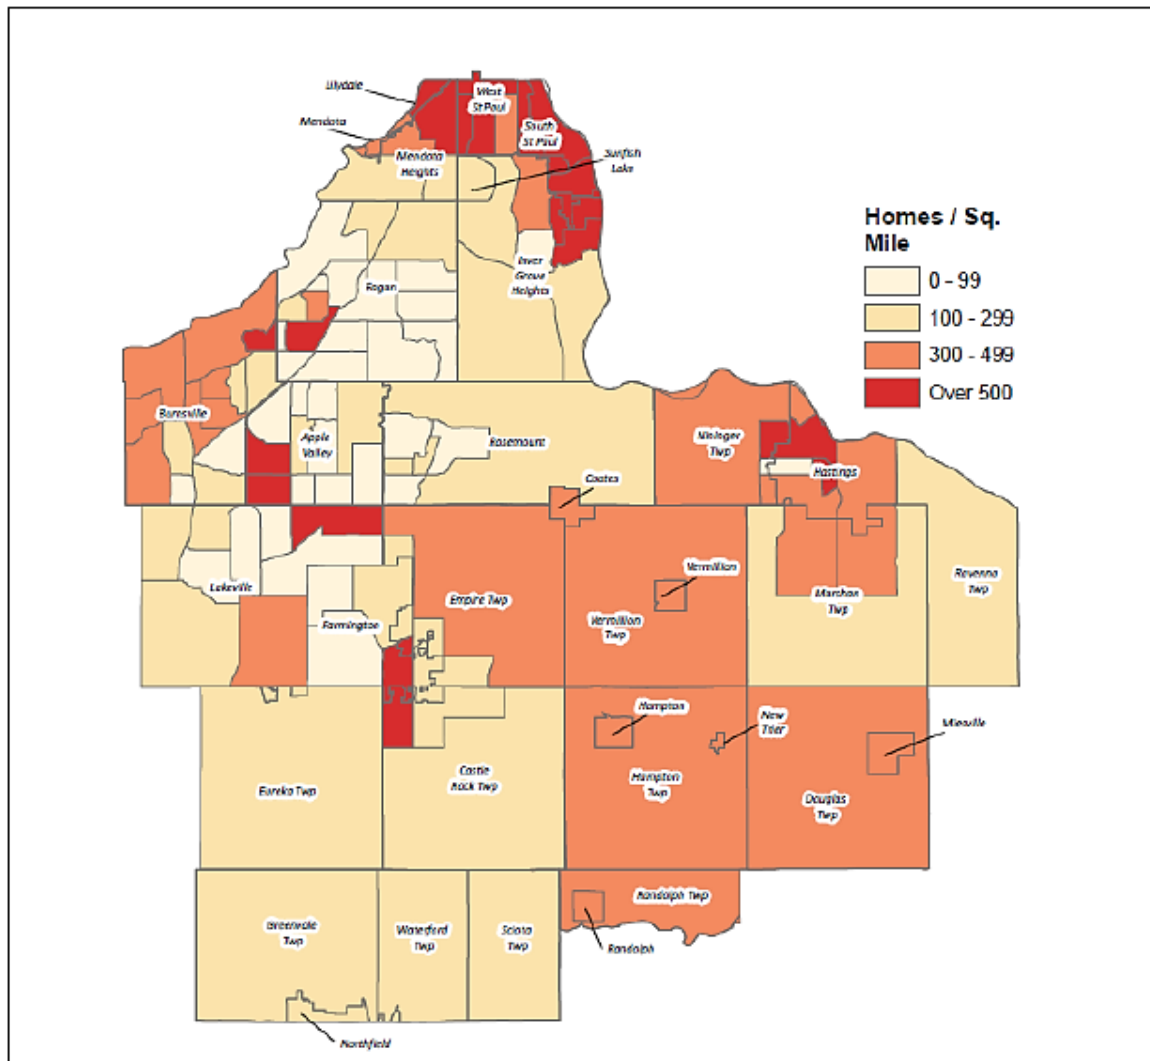 Lilydale
West
St Paul
Mendota
South
St Paul
Sunfish
Lake
Mendota
Heights
Homes / Sq.
Mile
0 - 99
100 - 299
300 - 499
Over 500
Inver
Grove
Heights
Eagan
Burnsville
Apple
Valley
Rosemount
Nininger
Twp
Hastings
Coates
Lakeville
Farmington
Empire Twp
Vermillion
Vermillion
Twp
Marshan
Twp
Ravenna
Twp
Hampton
New
Trier
Miesville
Eureka Twp
Castle
Rock Twp
Hampton
Twp
Douglas
Twp
Randolph Twp
Greenvale
Twp
Waterford
Twp
Sciota
Twp
Randolph
Northfield